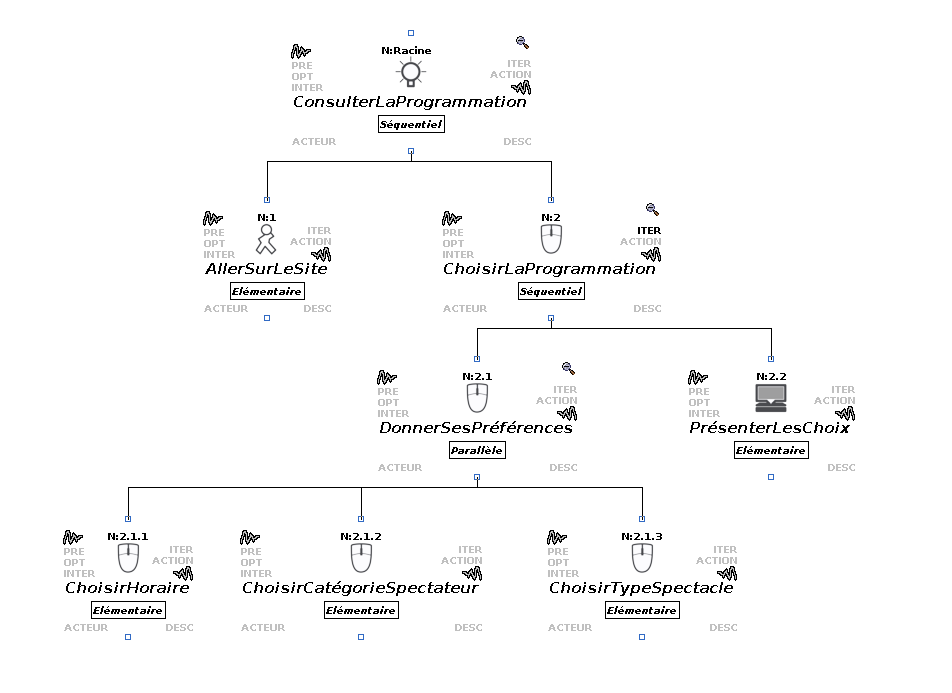 N:Racine
PRE
OPT
INTER
ITER
ACTION
ConsulterLaProgrammation
Séquentiel
ACTEUR DESC
N:1
PRE
OPT
INTER
ITER
ACTION
AllerSurLeSite
Elémentaire
ACTEUR DESC
N:2
PRE
OPT
INTER
ITER
ACTION
ChoisirLaProgrammation
Séquentiel
ACTEUR DESC
N:2.1
PRE
OPT
INTER
ITER
ACTION
DonnerSesPréférences
Parallèle
ACTEUR DESC
N:2.2
PRE
OPT
INTER
ITER
ACTION
PrésenterLesChoix
Elémentaire
DESC
N:2.1.1
PRE
OPT
INTER
ITER
ACTION
ChoisirHoraire
Elémentaire
ACTEUR DESC
N:2.1.2
PRE
OPT
INTER
ITER
ACTION
ChoisirCatégorieSpectateur
Elémentaire
ACTEUR DESC
N:2.1.3
PRE
OPT
INTER
ITER
ACTION
ChoisirTypeSpectacle
Elémentaire
ACTEUR DESC